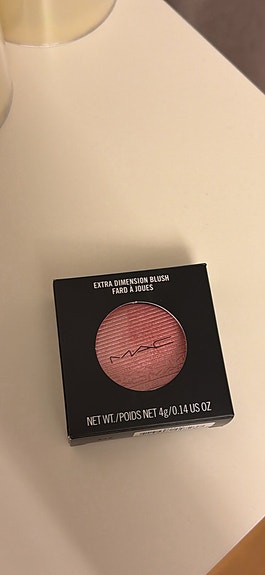 EXTRA DIMENSION BLUSH
FARD À JOUES
MAC
NET WT./POIDS NET 4g/0.14 US OZ